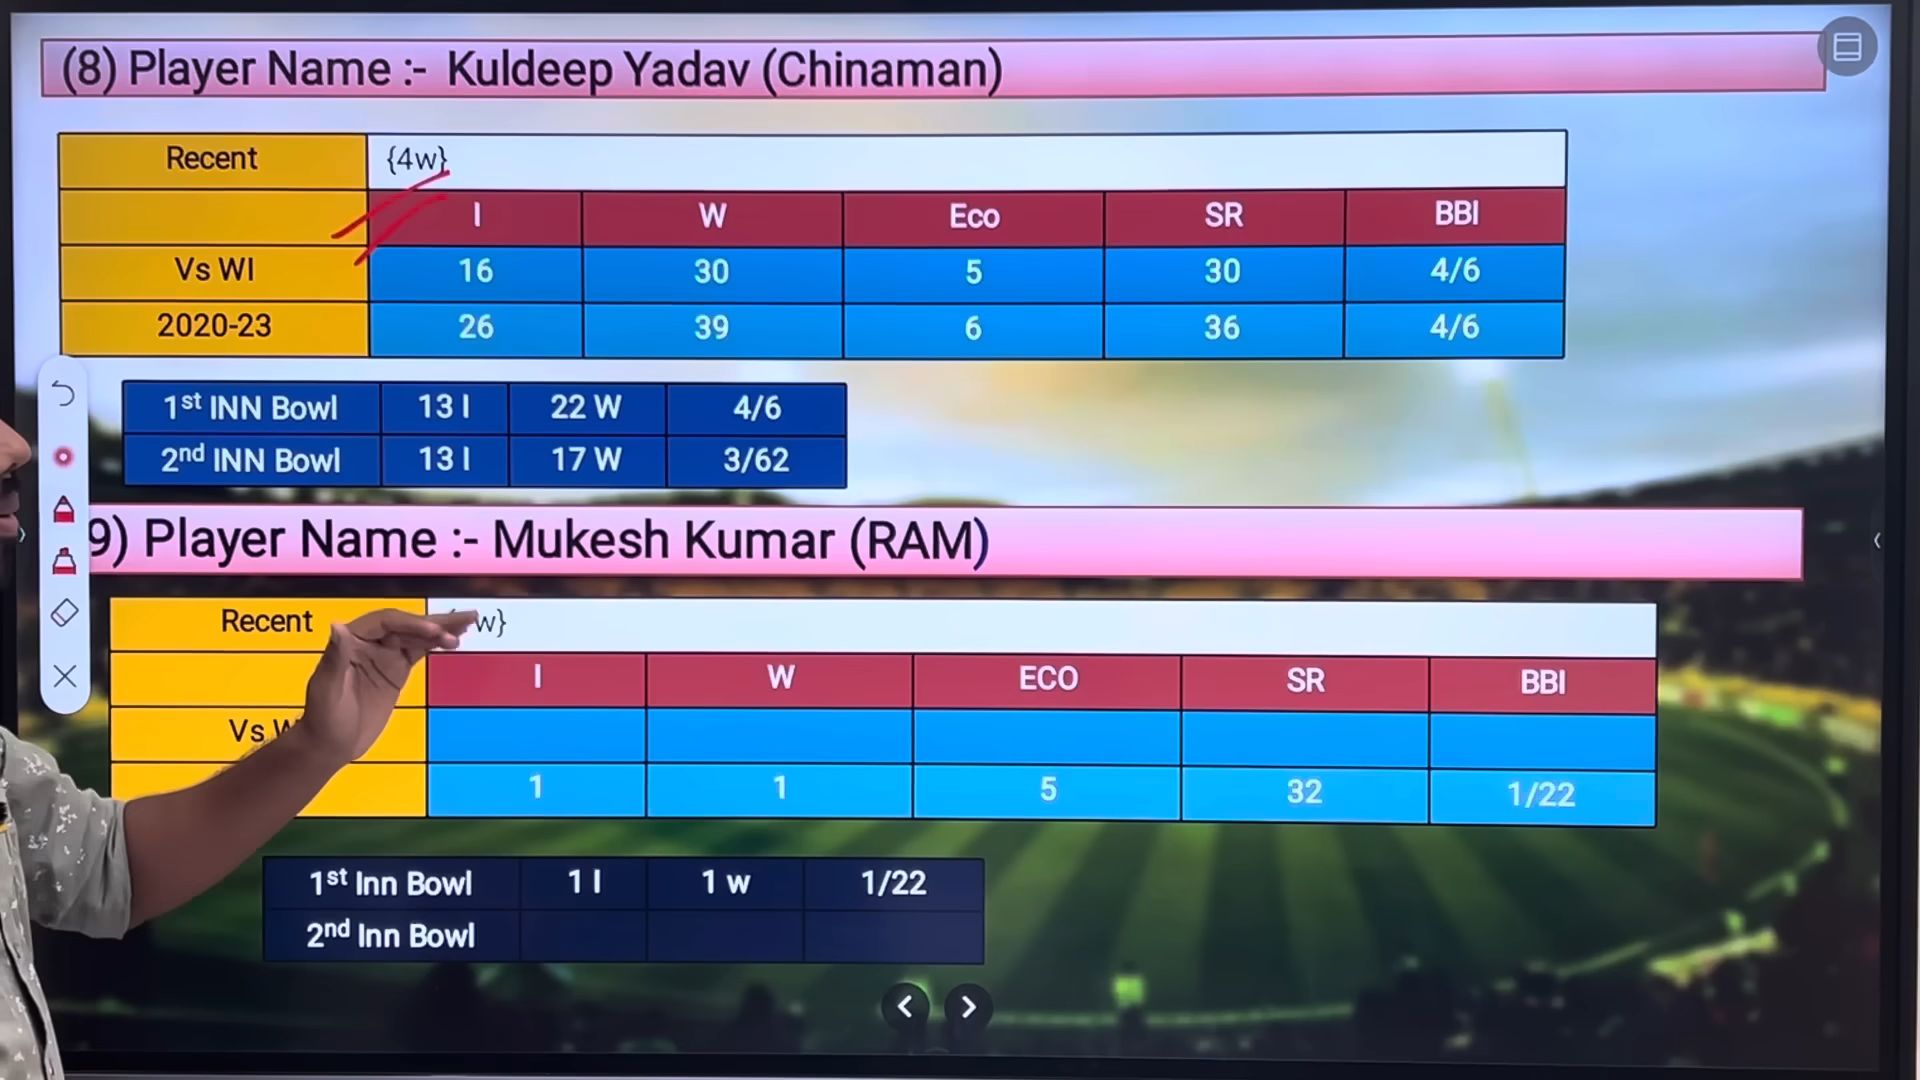 (8) Player Name :- Kuldeep Yadav (Chinaman)
Recent {4w}
I W Eco SR BBI
Vs WI 16 30 5 30 4/6
2020-23 26 39 6 36 4/6
1st INN Bowl 13 I 22 W 4/6
2nd INN Bowl 13 I 17 W 3/62
9) Player Name :- Mukesh Kumar (RAM)
Recent w}
I W ECO SR BBI
Vs
1 1 5 32 1/22
1st Inn Bowl 1 I 1 w 1/22
2nd Inn Bowl